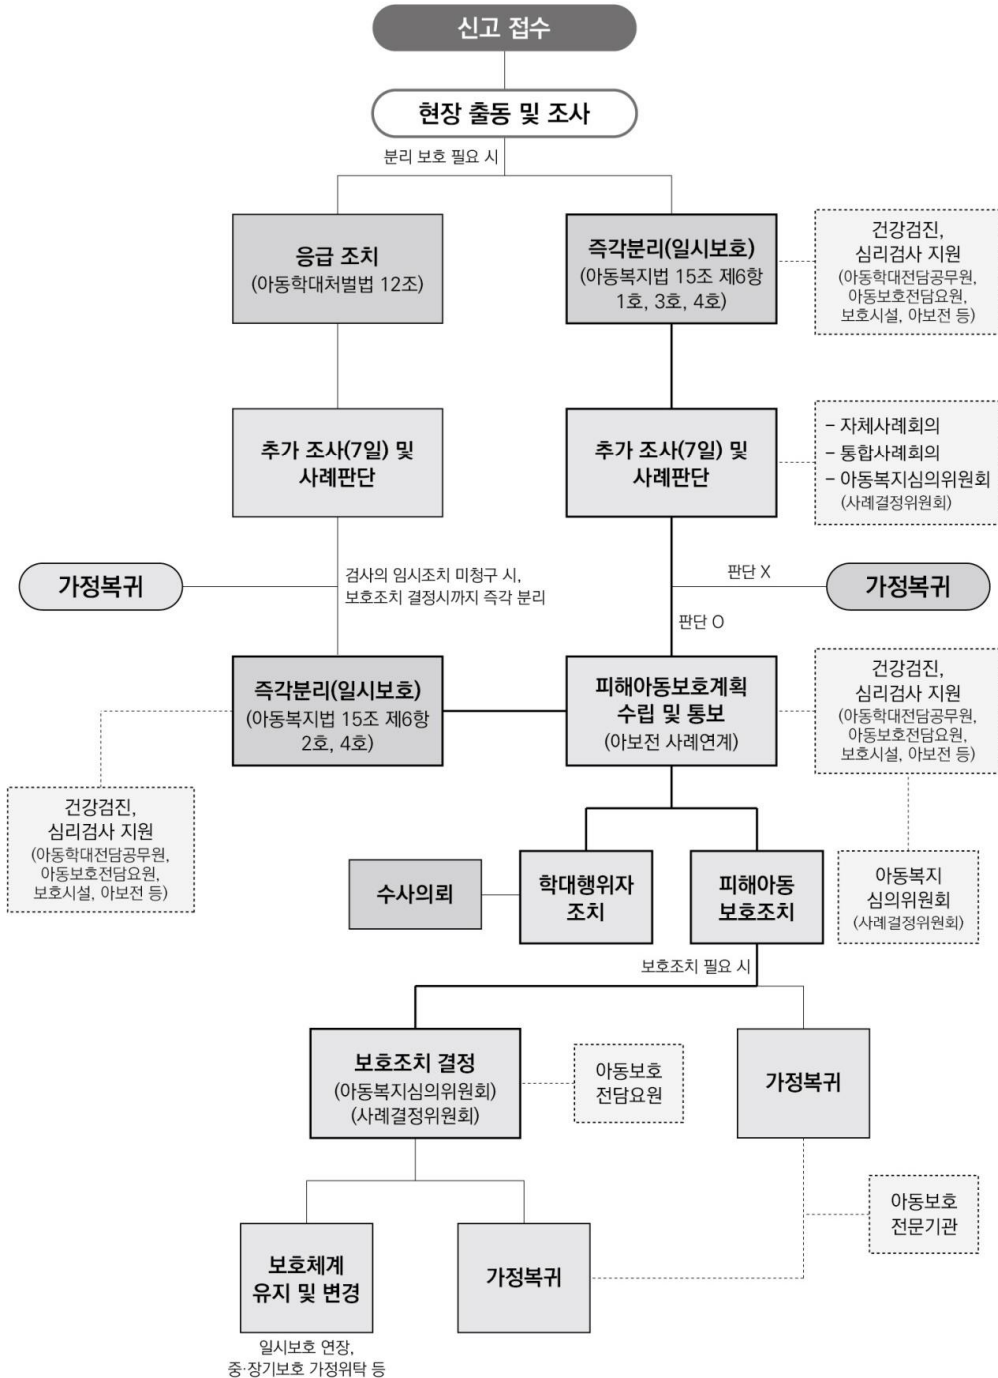 신고 접수
현장 출동 및 조사
분리 보호 필요 시
응급 조치
(아동학대처벌법 12조)
즉각분리(일시보호)
(아동복지법 15조 제6항
1호, 3호, 4호)
건강검진,
심리검사 지원
(아동학대전담공무원,
아동보호전담요원,
보호시설, 아보전 등)
추가 조사(7일) 및
사례판단
추가 조사(7일) 및
사례판단
– 자체사례회의
– 통합사례회의
– 아동복지심의위원회
(사례결정위원회)
가정복귀
검사의 임시조치 미청구 시,
보호조치 결정시까지 즉각 분리
판단 X
가정복귀
판단 O
즉각분리(일시보호)
(아동복지법 15조 제6항
2호, 4호)
피해아동보호계획
수립 및 통보
(아보전 사례연계)
건강검진,
심리검사 지원
(아동학대전담공무원,
아동보호전담요원,
보호시설, 아보전 등)
건강검진,
심리검사 지원
(아동학대전담공무원,
아동보호전담요원,
보호시설, 아보전 등)
수사의뢰
학대행위자
조치
피해아동
보호조치
아동복지
심의위원회
(사례결정위원회)
보호조치 필요 시
보호조치 결정
(아동복지심의위원회)
(사례결정위원회)
아동보호
전담요원
가정복귀
아동보호
전문기관
보호체계
유지 및 변경
가정복귀
일시보호 연장,
중·장기보호 가정위탁 등